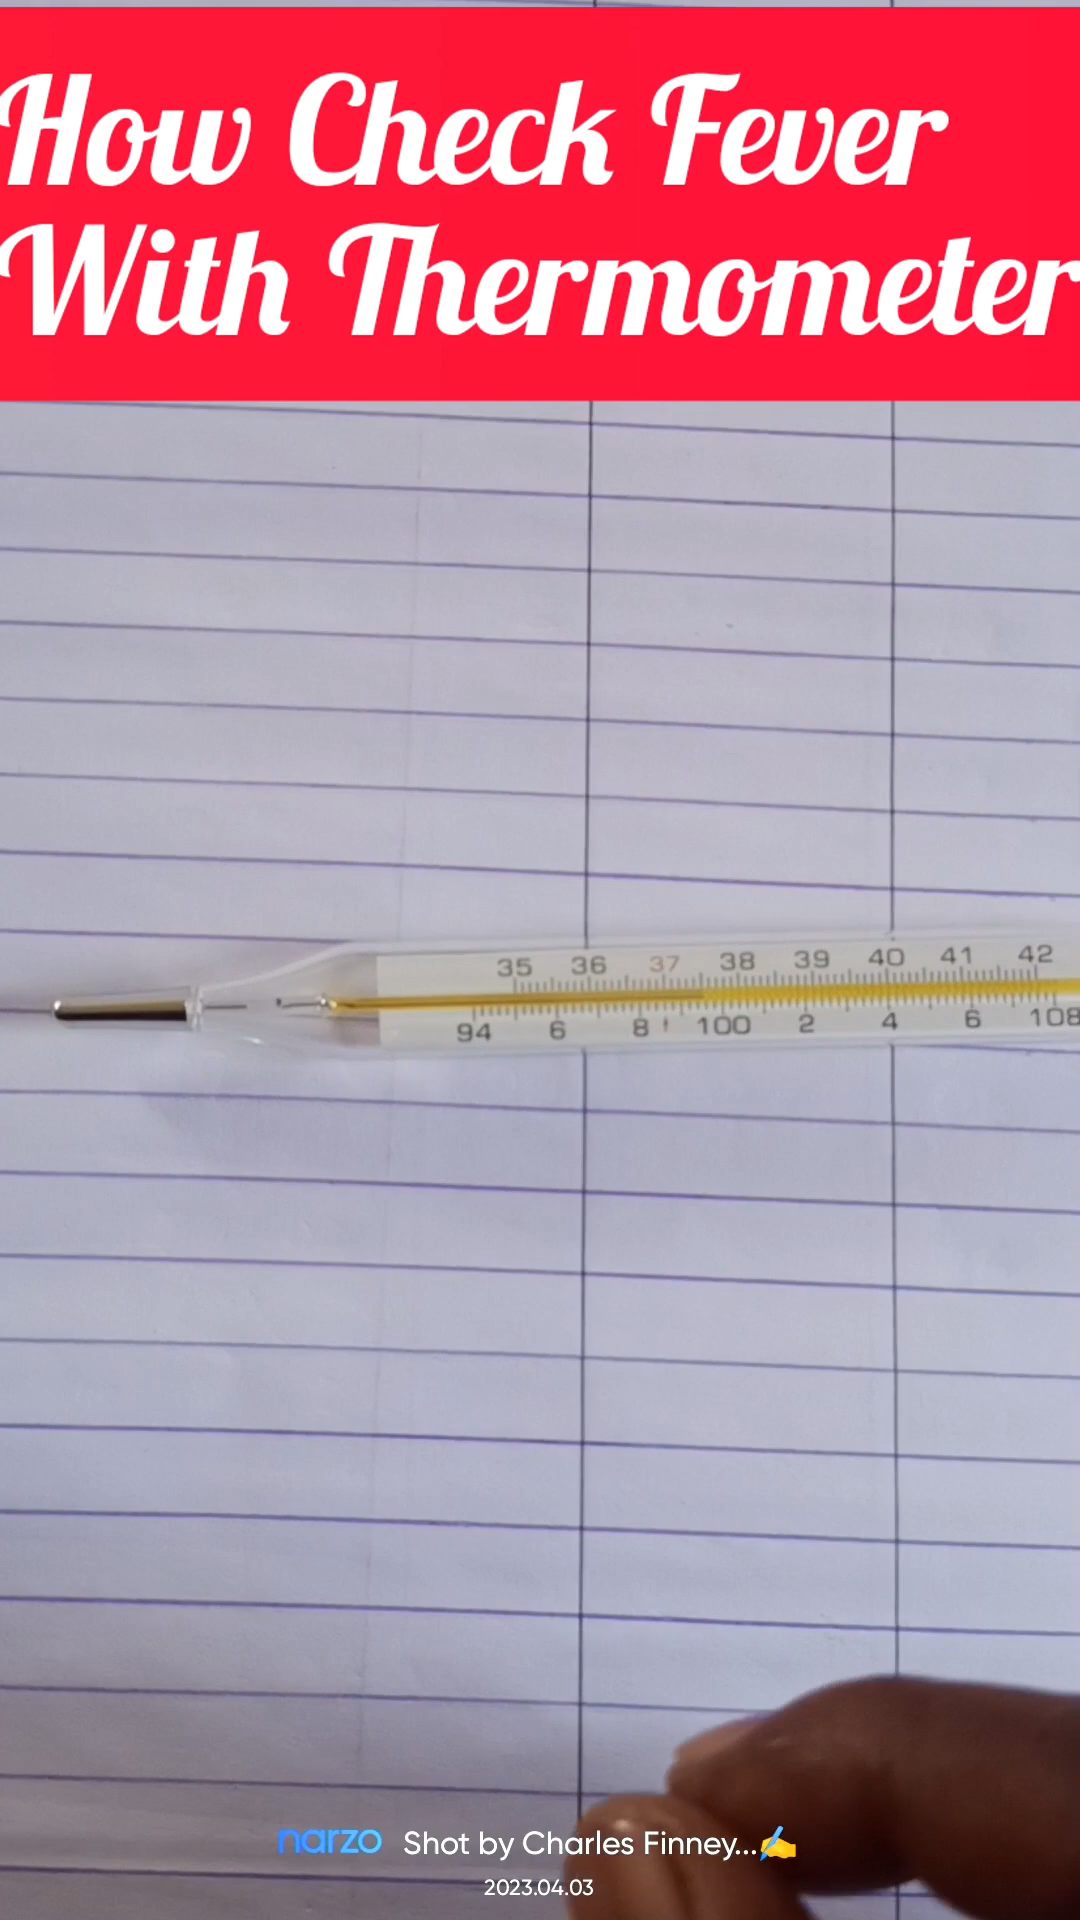 How Check Fever
With Thermometer
35 36 37 38 39 40 41 42
94 6 8 100 2 4 6 108
narzo Shot by Charles Finney...✍️
2023.04.03